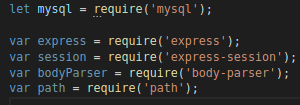 let mysql = require('mysql');
var express = require('express');
var session = require('express-session');
var bodyParser = require('body-parser');
var path = require('path');